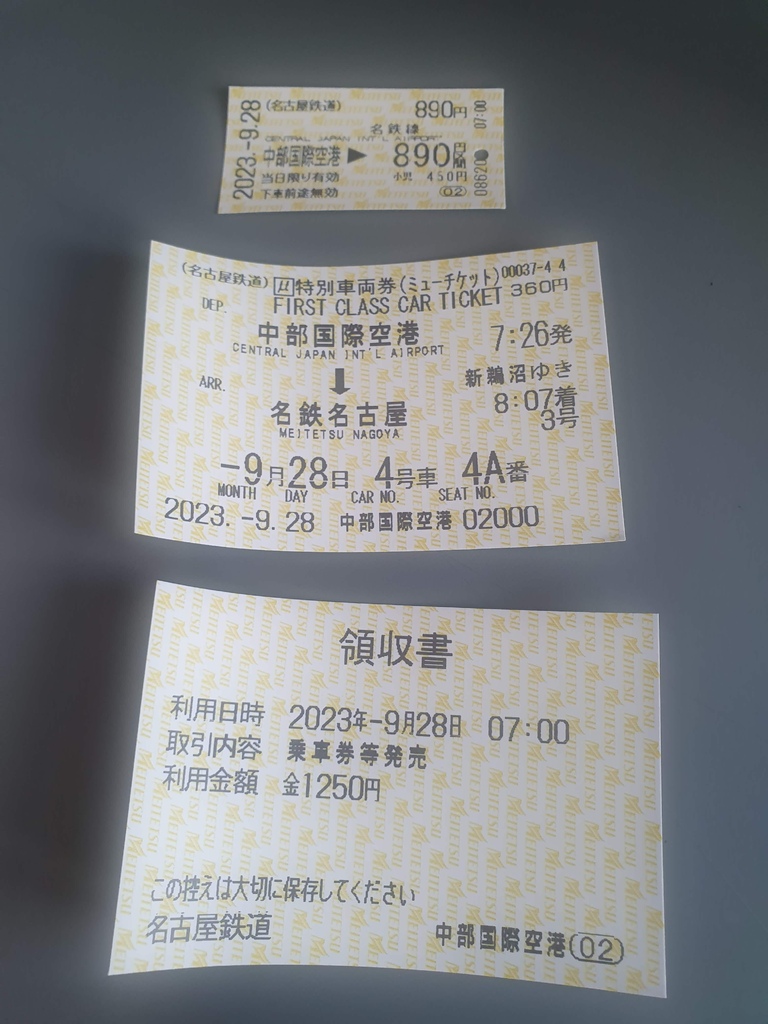 2023.-9.28
(名古屋鉄道) 890円 07:00
名鉄線
CENTRAL JAPAN INT'L AIRPORT
中部国際空港 ▶ 890円区間
当日限り有効 小児 450円
下車前途無効 02
(名古屋鉄道) μ特別車両券(ミューチケット) 00037-44
DEP. FIRST CLASS CAR TICKET 360円
中部国際空港 7:26発
CENTRAL JAPAN INT'L AIRPORT
新鵜沼ゆき
ARR. ⬇ 8:07着
名鉄名古屋 3号
MEITETSU NAGOYA
-9月28日 4号車 4A番
MONTH DAY CAR NO. SEAT NO.
2023.-9.28 中部国際空港 02000
領収書
利用日時 2023年-9月28日 07:00
取引内容 乗車券等発売
利用金額 金1250円
この控えは大切に保存してください
名古屋鉄道 中部国際空港 02